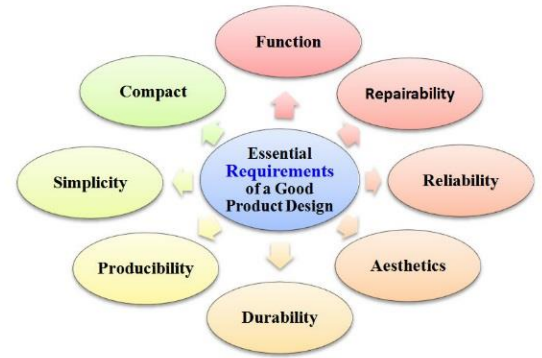 Function
Compact
Repairability
Essential
Requirements
of a Good
Product Design
Simplicity
Reliability
Producibility
Aesthetics
Durability